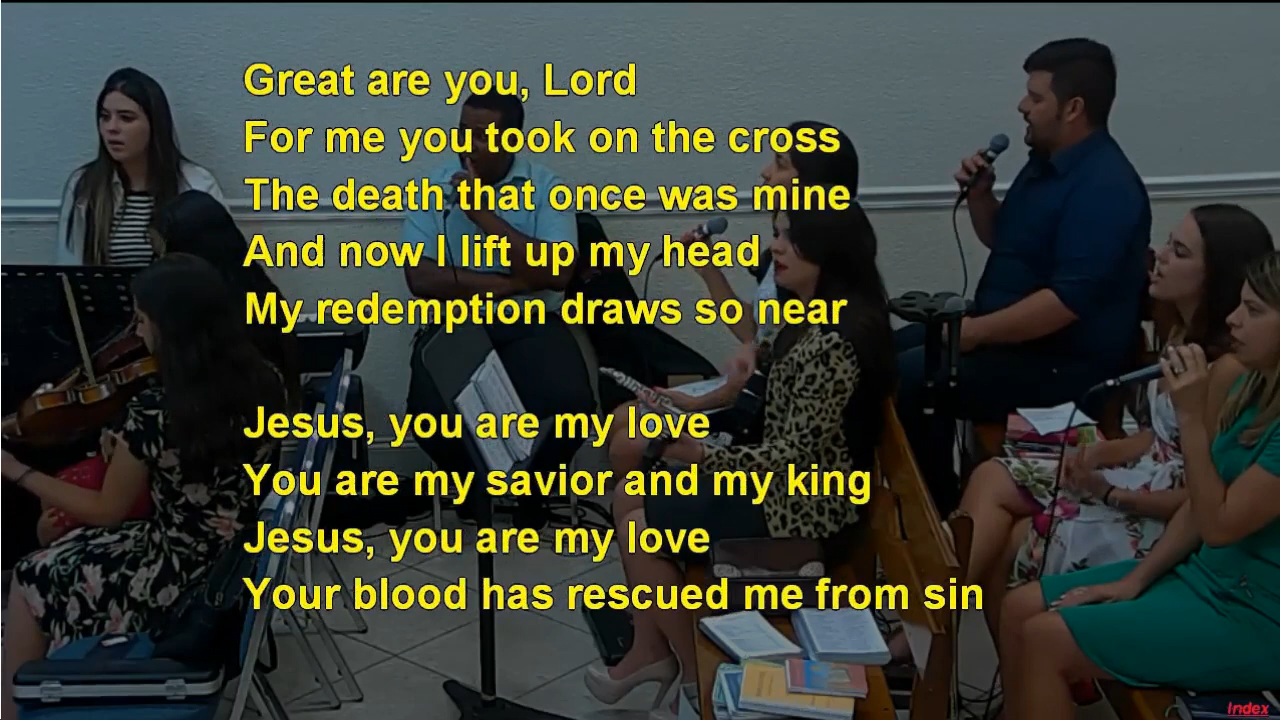 Great are you, Lord
For me you took on the cross
The death that once was mine
And now I lift up my head
My redemption draws so near
Jesus, you are my love
You are my savior and my king
Jesus, you are my love
Your blood has rescued me from sin
Index